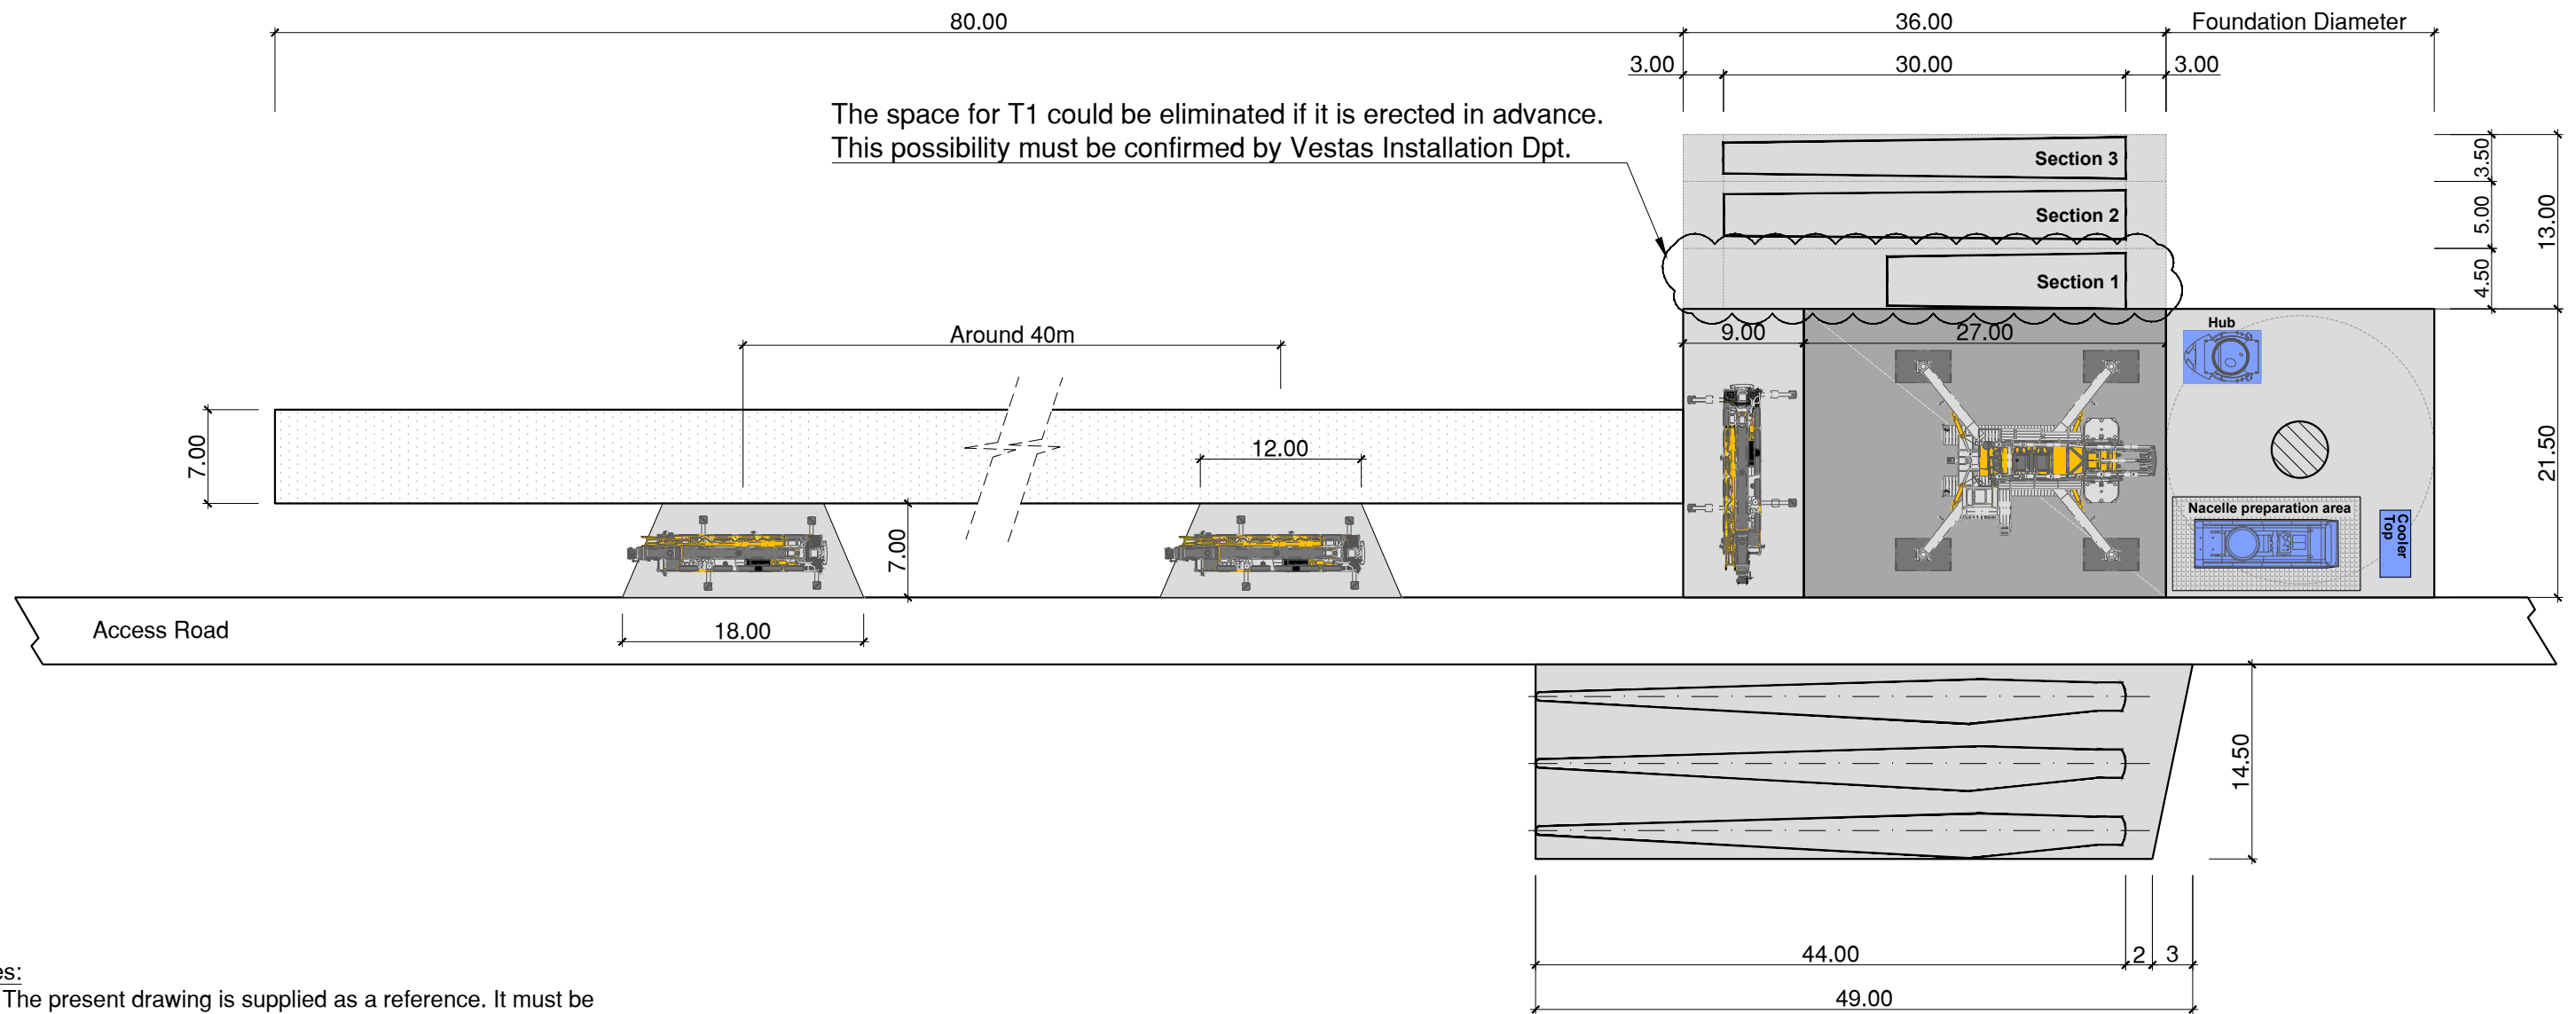 80.00
36.00
Foundation Diameter
3.00
30.00
3.00
The space for T1 could be eliminated if it is erected in advance.
This possibility must be confirmed by Vestas Installation Dpt.
Section 3
3.50
Section 2
5.00
13.00
Section 1
4.50
Around 40m
9.00
27.00
Hub
7.00
12.00
21.50
Nacelle preparation area
Cooler
Top
7.00
Access Road
18.00
14.50
44.00
2
3
49.00
es:
The present drawing is supplied as a reference. It must be